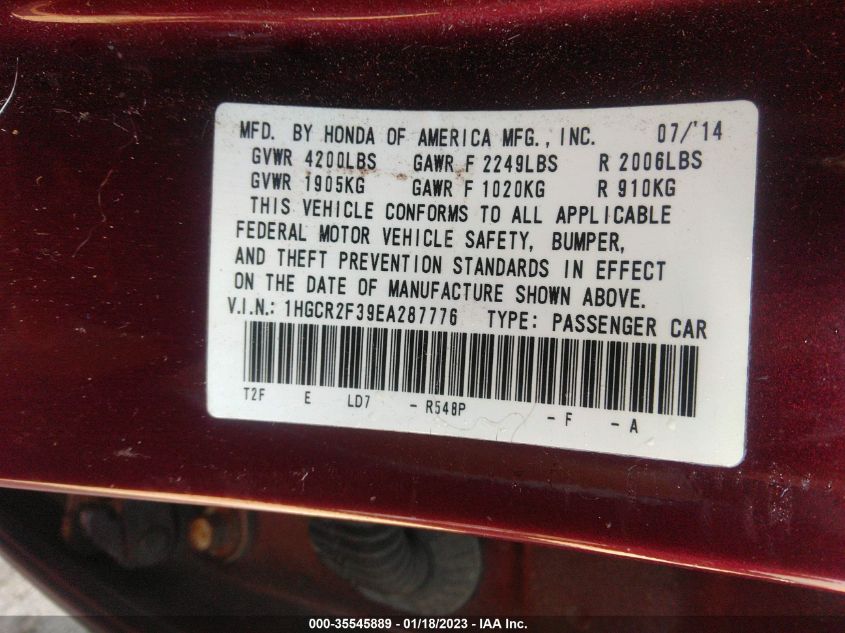 MFD. BY HONDA OF AMERICA MFG., INC. 07/'14
GVWR 4200LBS GAWR F 2249LBS R 2006LBS
GVWR 1905KG GAWR F 1020KG R 910KG
THIS VEHICLE CONFORMS TO ALL APPLICABLE
FEDERAL MOTOR VEHICLE SAFETY, BUMPER,
AND THEFT PREVENTION STANDARDS IN EFFECT
ON THE DATE OF MANUFACTURE SHOWN ABOVE.
V.I.N.: 1HGCR2F39EA287776 TYPE: PASSENGER CAR
T2F E LD7 - R548P - F - A
000-35545889 / 01/18/2023 - IAA Inc.